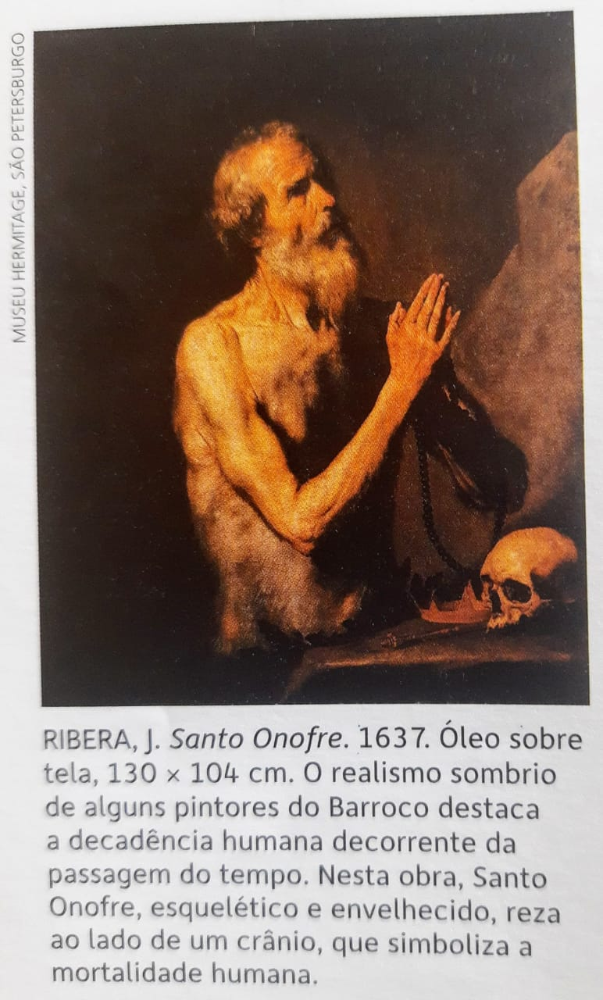 MUSEU HERMITAGE, SÃO PETERSBURGO
RIBERA, J. Santo Onofre. 1637. Óleo sobre
tela, 130 × 104 cm. O realismo sombrio
de alguns pintores do Barroco destaca
a decadência humana decorrente da
passagem do tempo. Nesta obra, Santo
Onofre, esquelético e envelhecido, reza
ao lado de um crânio, que simboliza a
mortalidade humana.